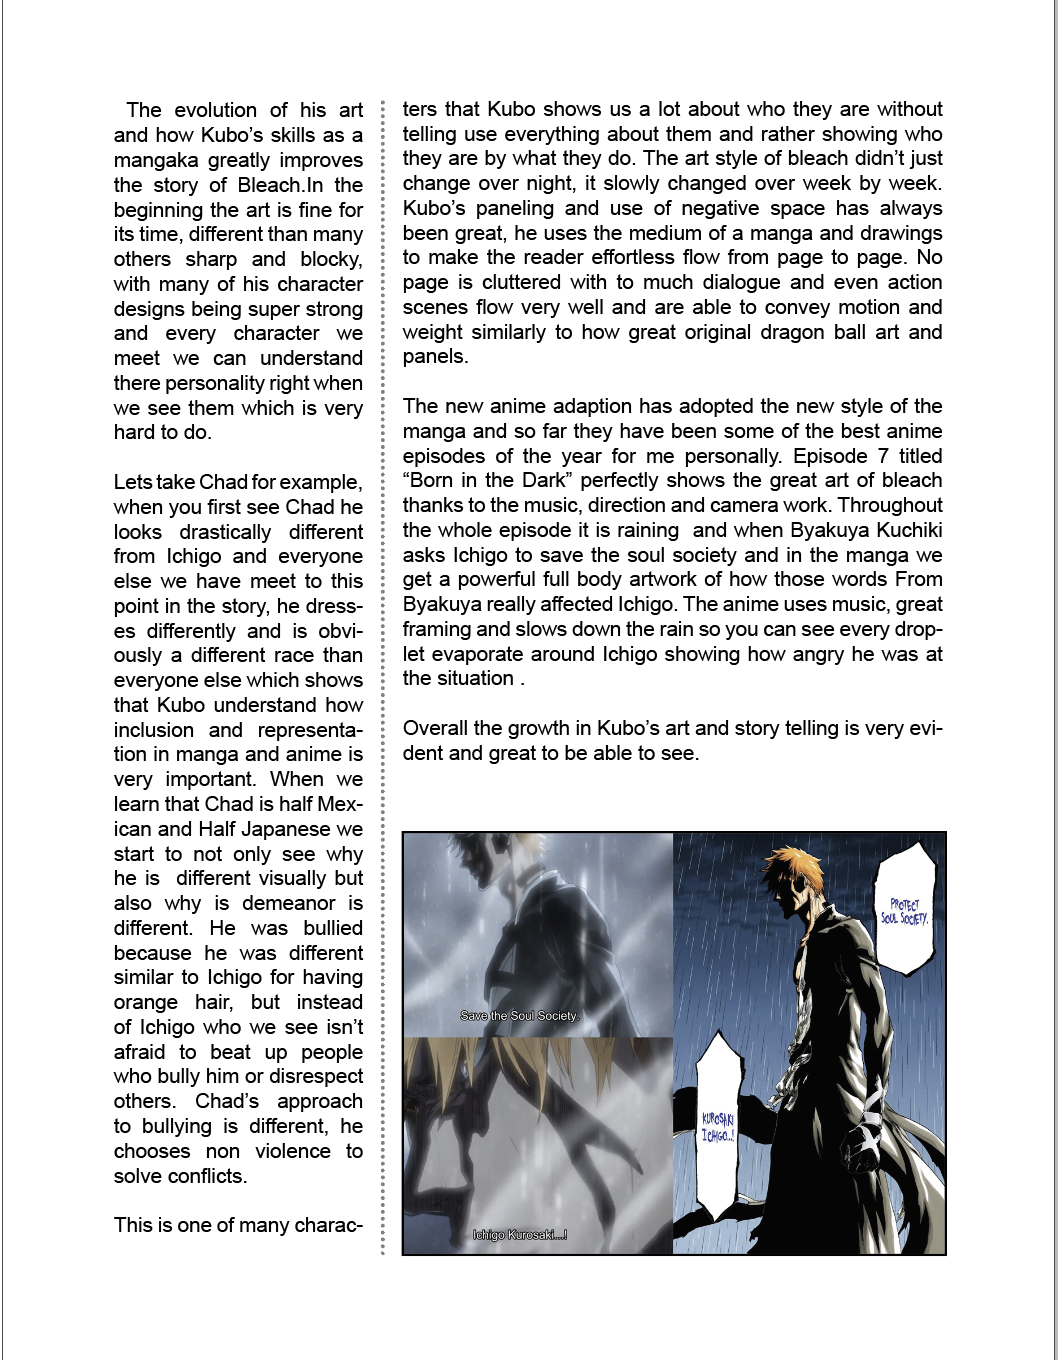 The evolution of his art
and how Kubo’s skills as a
mangaka greatly improves
the story of Bleach.In the
beginning the art is fine for
its time, different than many
others sharp and blocky,
with many of his character
designs being super strong
and every character we
meet we can understand
there personality right when
we see them which is very
hard to do.
Lets take Chad for example,
when you first see Chad he
looks drastically different
from Ichigo and everyone
else we have meet to this
point in the story, he dress-
es differently and is obvi-
ously a different race than
everyone else which shows
that Kubo understand how
inclusion and representa-
tion in manga and anime is
very important. When we
learn that Chad is half Mex-
ican and Half Japanese we
start to not only see why
he is  different visually but
also why is demeanor is
different. He was bullied
because he was different
similar to Ichigo for having
orange hair, but instead
of Ichigo who we see isn’t
afraid to beat up people
who bully him or disrespect
others. Chad’s approach
to bullying is different, he
chooses non violence to
solve conflicts.
This is one of many charac-
ters that Kubo shows us a lot about who they are without
telling use everything about them and rather showing who
they are by what they do. The art style of bleach didn’t just
change over night, it slowly changed over week by week.
Kubo’s paneling and use of negative space has always
been great, he uses the medium of a manga and drawings
to make the reader effortless flow from page to page. No
page is cluttered with to much dialogue and even action
scenes flow very well and are able to convey motion and
weight similarly to how great original dragon ball art and
panels.
The new anime adaption has adopted the new style of the
manga and so far they have been some of the best anime
episodes of the year for me personally. Episode 7 titled
“Born in the Dark” perfectly shows the great art of bleach
thanks to the music, direction and camera work. Throughout
the whole episode it is raining  and when Byakuya Kuchiki
asks Ichigo to save the soul society and in the manga we
get a powerful full body artwork of how those words From
Byakuya really affected Ichigo. The anime uses music, great
framing and slows down the rain so you can see every drop-
let evaporate around Ichigo showing how angry he was at
the situation .
Overall the growth in Kubo’s art and story telling is very evi-
dent and great to be able to see.
Save the Soul Society.
Ichigo Kurosaki...!
PROTECT
SOUL SOCIETY.
KUROSAKI
ICHIGO...!